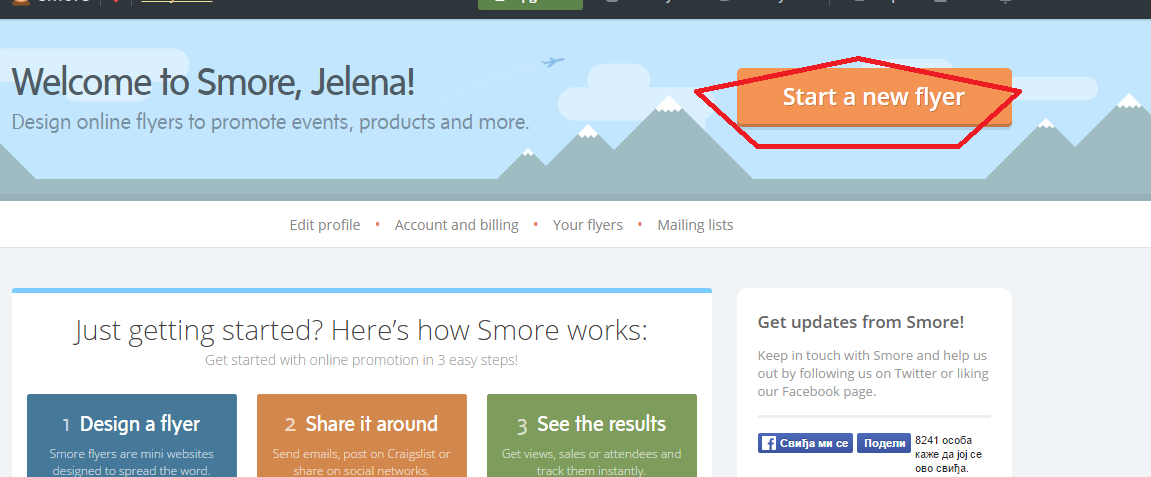 Welcome to Smore, Jelena!
Design online flyers to promote events, products and more.
Start a new flyer
Edit profile • Account and billing • Your flyers • Mailing lists
Just getting started? Here’s how Smore works:
Get started with online promotion in 3 easy steps!
1 Design a flyer
Smore flyers are mini websites
designed to spread the word.
2 Share it around
Send emails, post on Craigslist or
share on social networks.
3 See the results
Get views, sales or attendees and
track them instantly.
Get updates from Smore!
Keep in touch with Smore and help us
out by following us on Twitter or liking
our Facebook page.
Свиђа ми се
Подели
8241 особа
каже да јој се
ово свиђа.